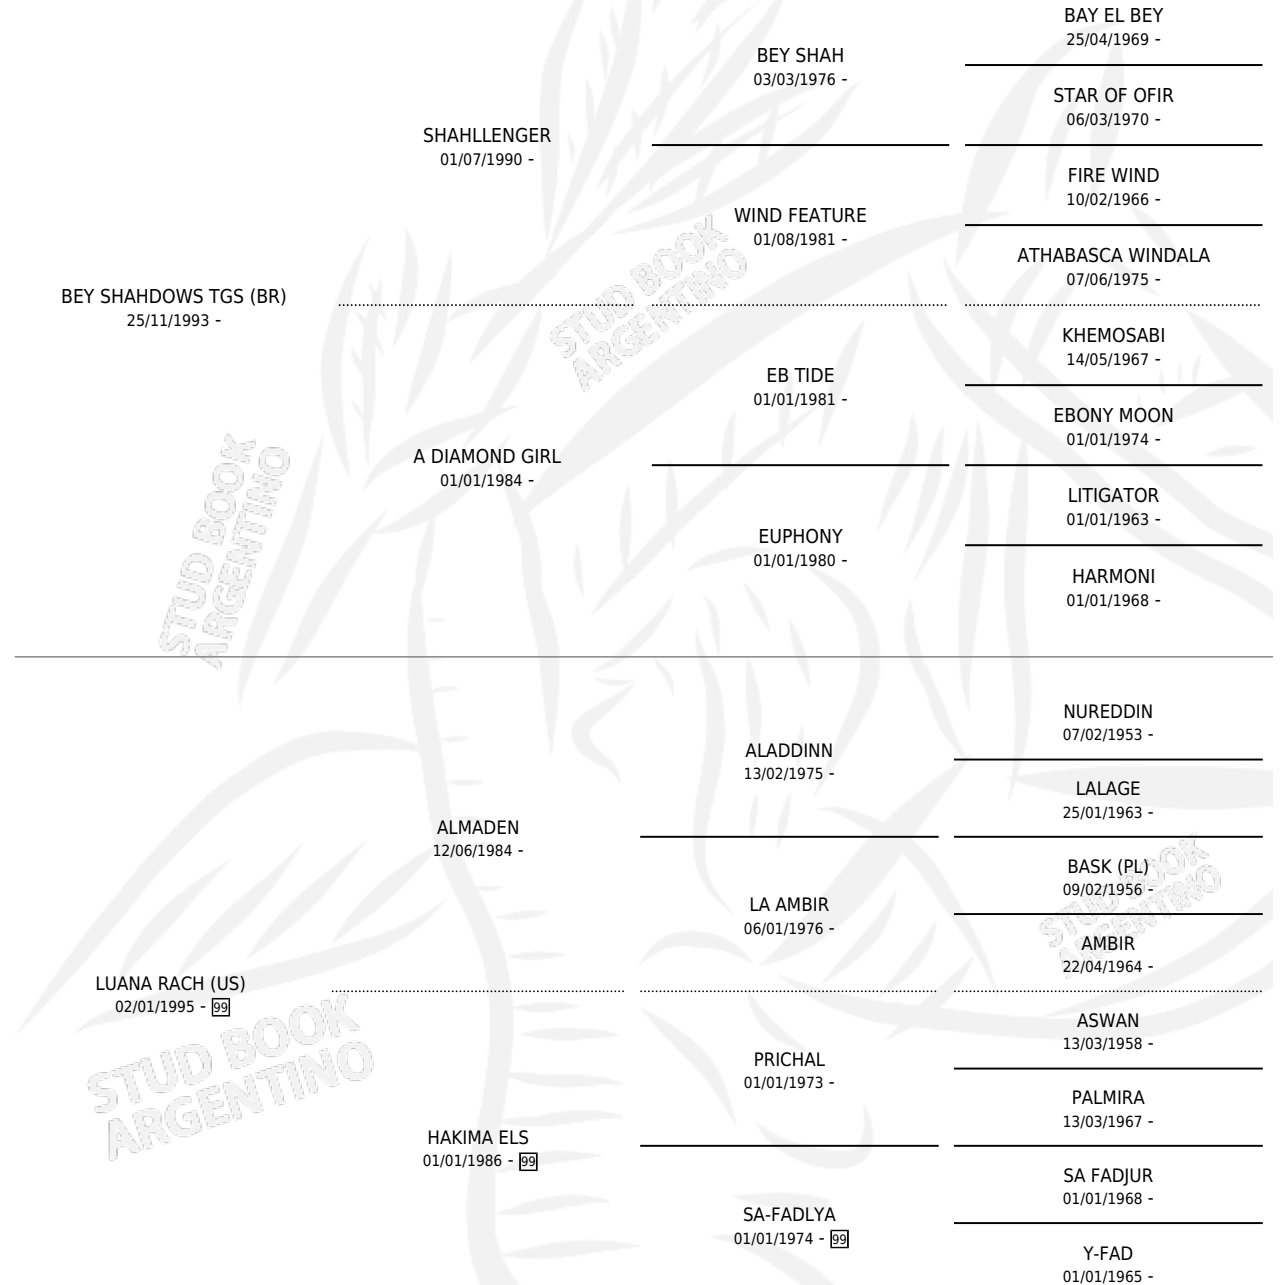 BAY EL BEY
25/04/1969 -
BEY SHAH
03/03/1976 -
STAR OF OFIR
06/03/1970 -
SHAHLLENGER
01/07/1990 -
FIRE WIND
10/02/1966 -
WIND FEATURE
01/08/1981 -
ATHABASCA WINDALA
07/06/1975 -
BEY SHAHDOWS TGS (BR)
25/11/1993 -
KHEMOSABI
14/05/1967 -
EB TIDE
01/01/1981 -
EBONY MOON
01/01/1974 -
A DIAMOND GIRL
01/01/1984 -
LITIGATOR
01/01/1963 -
EUPHONY
01/01/1980 -
HARMONI
01/01/1968 -
NUREDDIN
07/02/1953 -
ALADDINN
13/02/1975 -
LALAGE
25/01/1963 -
ALMADEN
12/06/1984 -
BASK (PL)
09/02/1956 -
LA AMBIR
06/01/1976 -
AMBIR
22/04/1964 -
LUANA RACH (US)
02/01/1995 - 99
ASWAN
13/03/1958 -
PRICHAL
01/01/1973 -
PALMIRA
13/03/1967 -
HAKIMA ELS
01/01/1986 - 99
SA FADJUR
01/01/1968 -
SA-FADLYA
01/01/1974 - 99
Y-FAD
01/01/1965 -
STUD BOOK
ARGENTINO
STUD BOOK
ARGENTINO
STUD BOOK
ARGENTINO
STUD BOOK
ARGENTINO